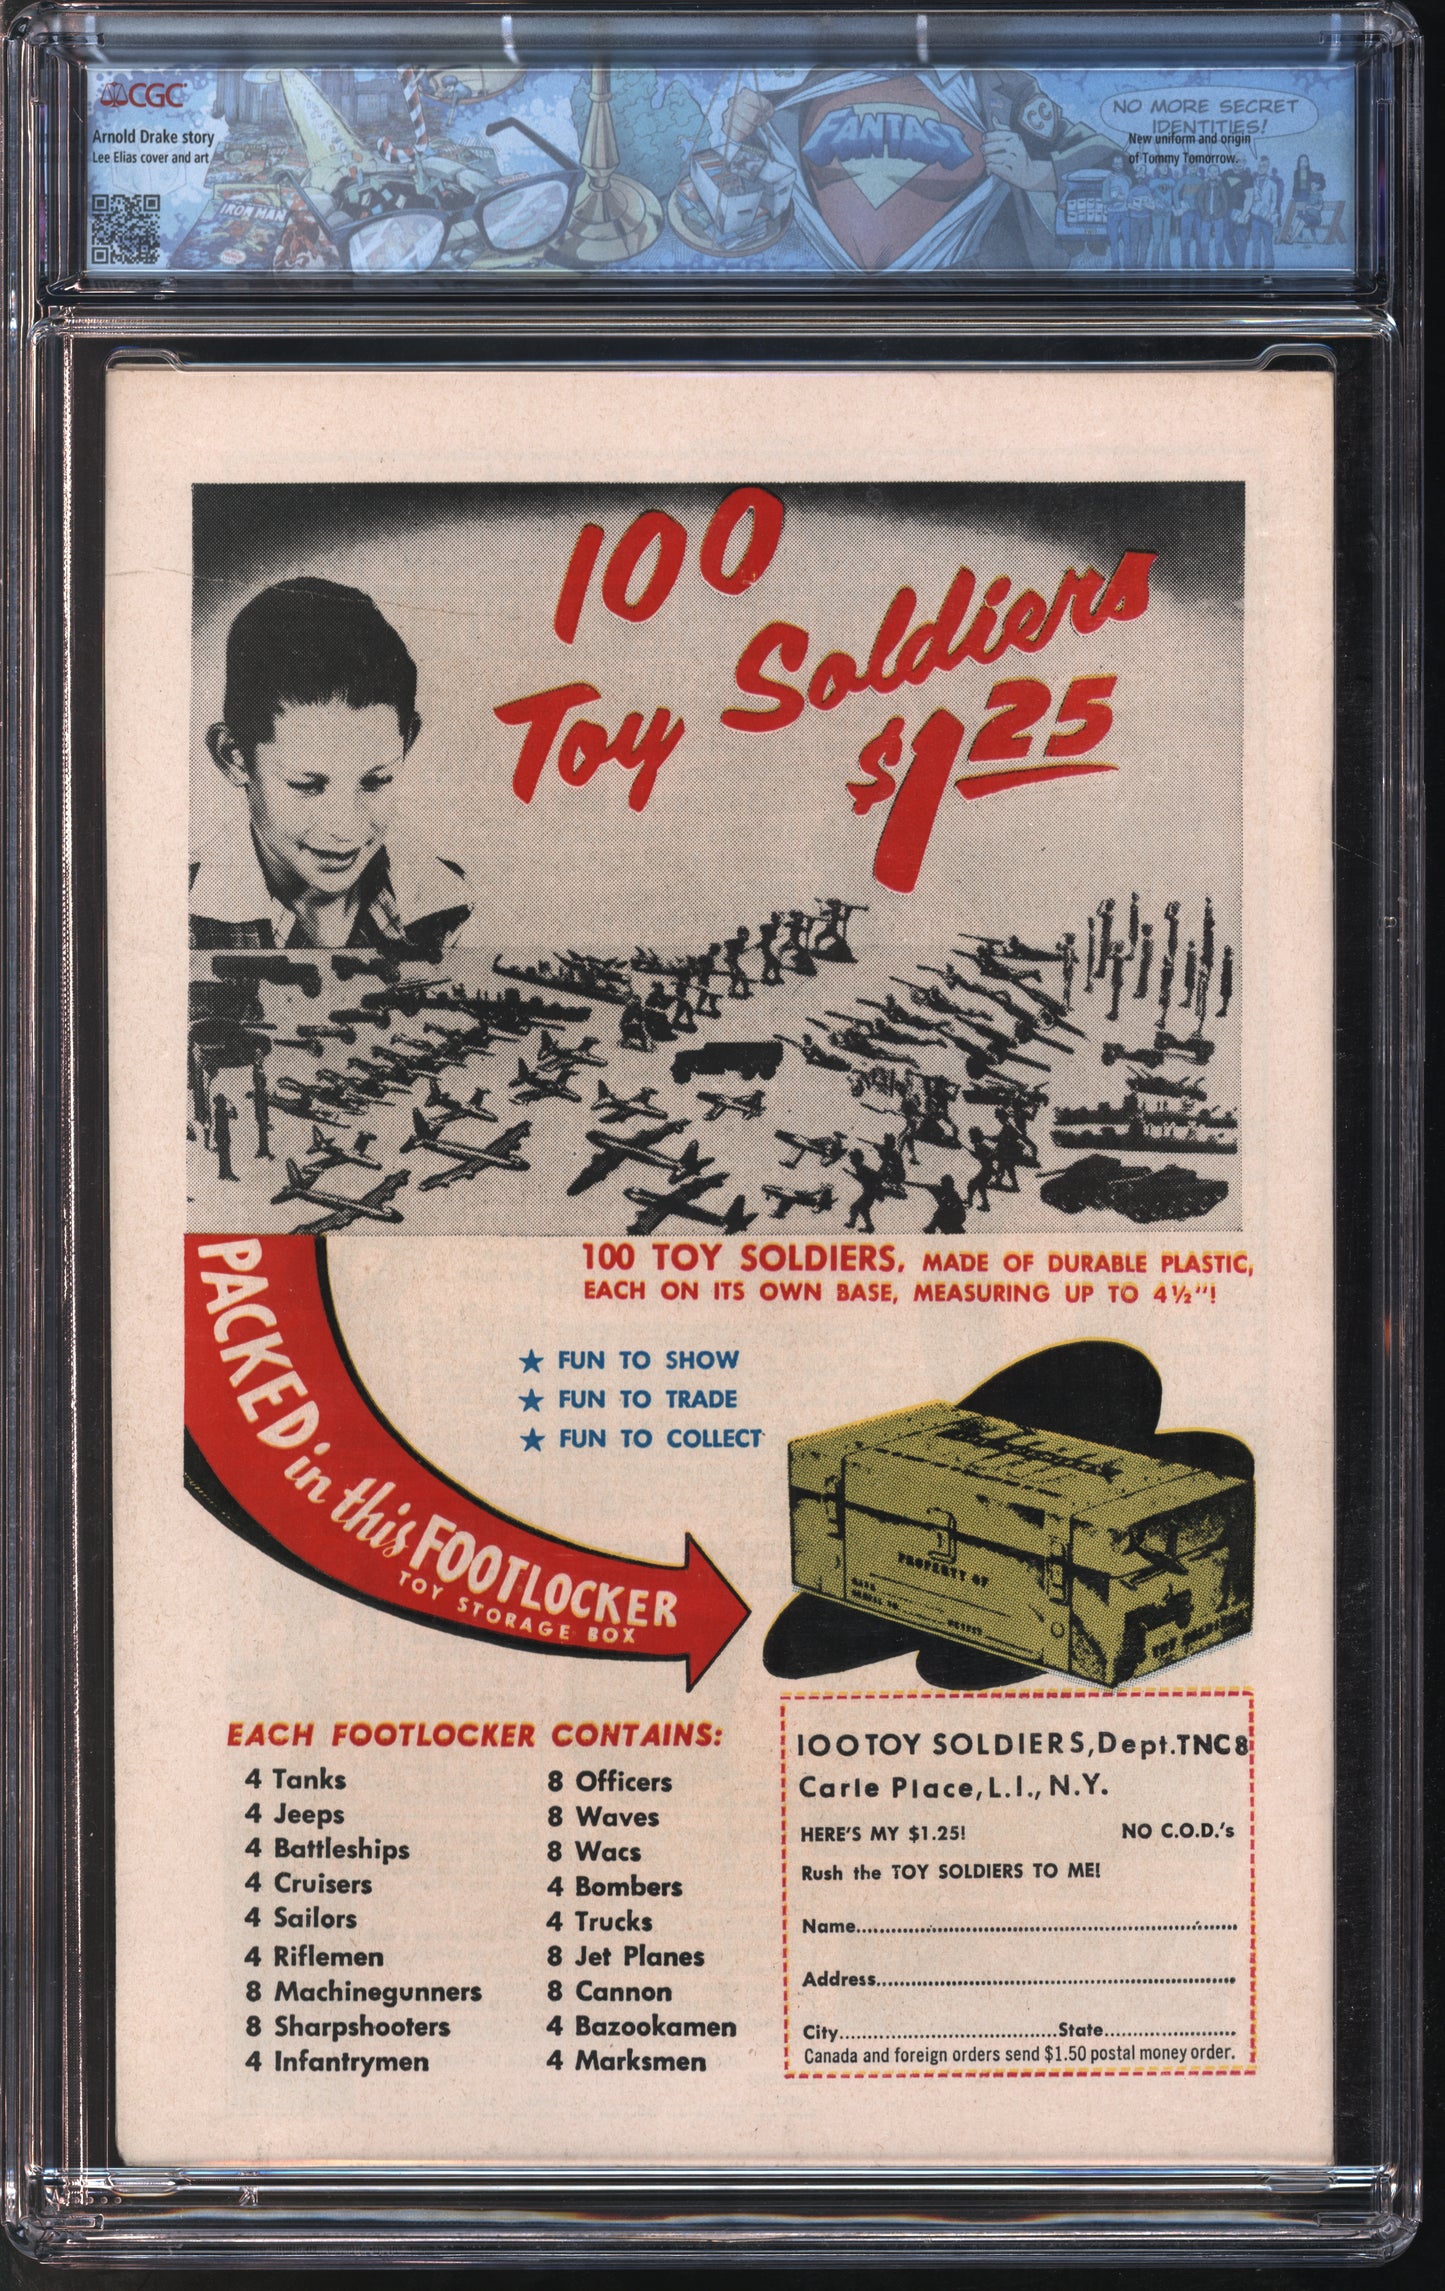 CGC
Arnold Drake story
Lee Elias cover and art
IRON MAN
FANTAST
CC
NO MORE SECRET
IDENTITIES!
New uniform and origin
of Tommy Tomorrow.
100
Toy Soldiers
$1.25
PACKED in this FOOTLOCKER
TOY STORAGE BOX
100 TOY SOLDIERS, MADE OF DURABLE PLASTIC,
EACH ON ITS OWN BASE, MEASURING UP TO 4½"!
★ FUN TO SHOW
★ FUN TO TRADE
★ FUN TO COLLECT
PROPERTY OF
EACH FOOTLOCKER CONTAINS:
4 Tanks
4 Jeeps
4 Battleships
4 Cruisers
4 Sailors
4 Riflemen
8 Machinegunners
8 Sharpshooters
4 Infantrymen
8 Officers
8 Waves
8 Wacs
4 Bombers
4 Trucks
8 Jet Planes
8 Cannon
4 Bazookamen
4 Marksmen
100 TOY SOLDIERS, Dept. TNC8
Carle Place, L.I., N.Y.
HERE'S MY $1.25! NO C.O.D.'s
Rush the TOY SOLDIERS TO ME!
Name
Address
City State
Canada and foreign orders send $1.50 postal money order.